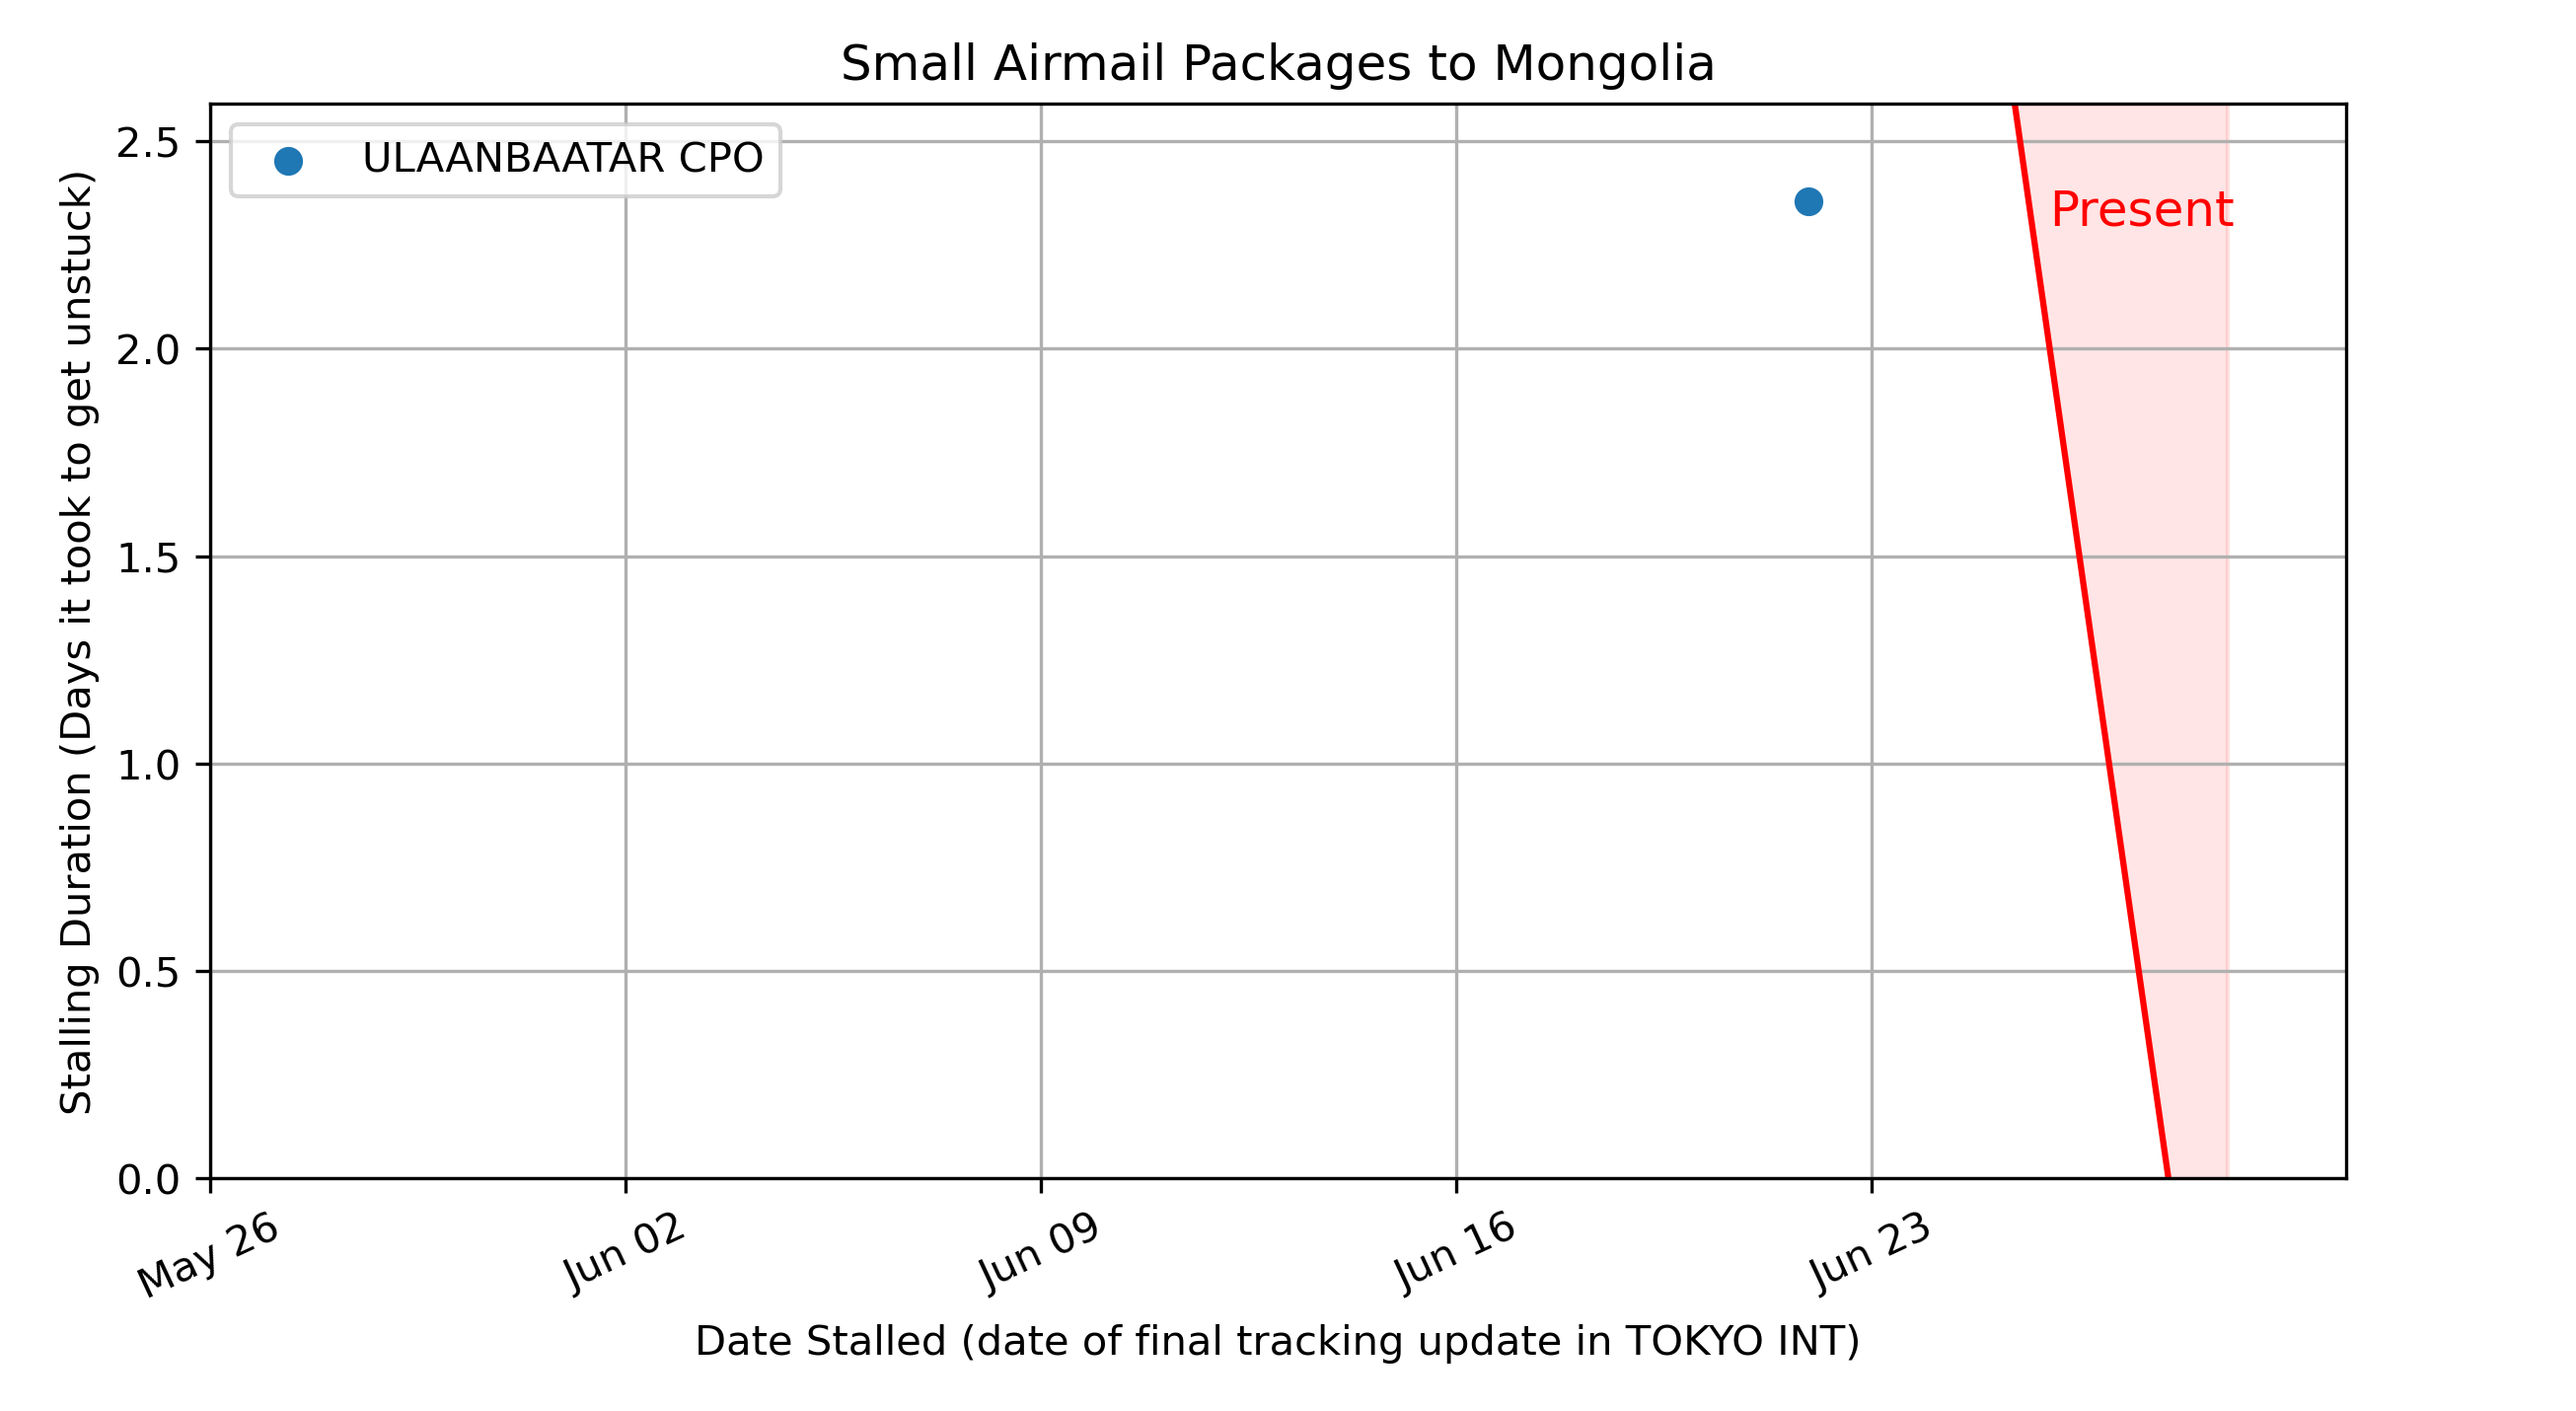 Small Airmail Packages to Mongolia
ULAANBAATAR CPO
Present
Stalling Duration (Days it took to get unstuck)
2.5
2.0
1.5
1.0
0.5
0.0
May 26
Jun 02
Jun 09
Jun 16
Jun 23
Date Stalled (date of final tracking update in TOKYO INT)